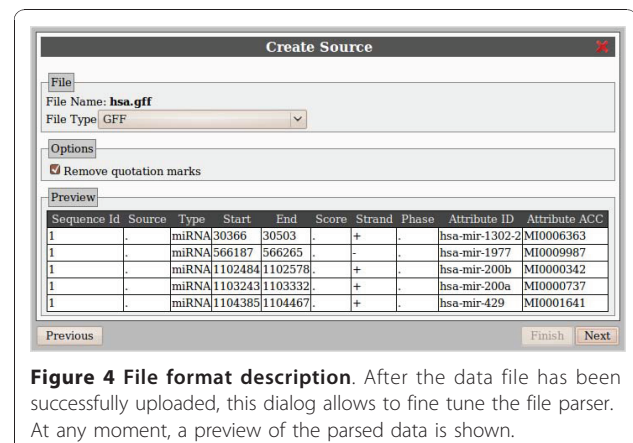 Create Source
File
File Name: hsa.gff
File Type GFF
Options
Remove quotation marks
Preview
Sequence Id Source Type Start End Score Strand Phase Attribute ID Attribute ACC
1 . miRNA 30366 30503 . + . hsa-mir-1302-2 MI0006363
1 . miRNA 566187 566265 . - . hsa-mir-1977 MI0009987
1 . miRNA 1102484 1102578 . + . hsa-mir-200b MI0000342
1 . miRNA 1103243 1103332 . + . hsa-mir-200a MI0000737
1 . miRNA 1104385 1104467 . + . hsa-mir-429 MI0001641
Previous Finish Next
Figure 4 File format description. After the data file has been
successfully uploaded, this dialog allows to fine tune the file parser.
At any moment, a preview of the parsed data is shown.